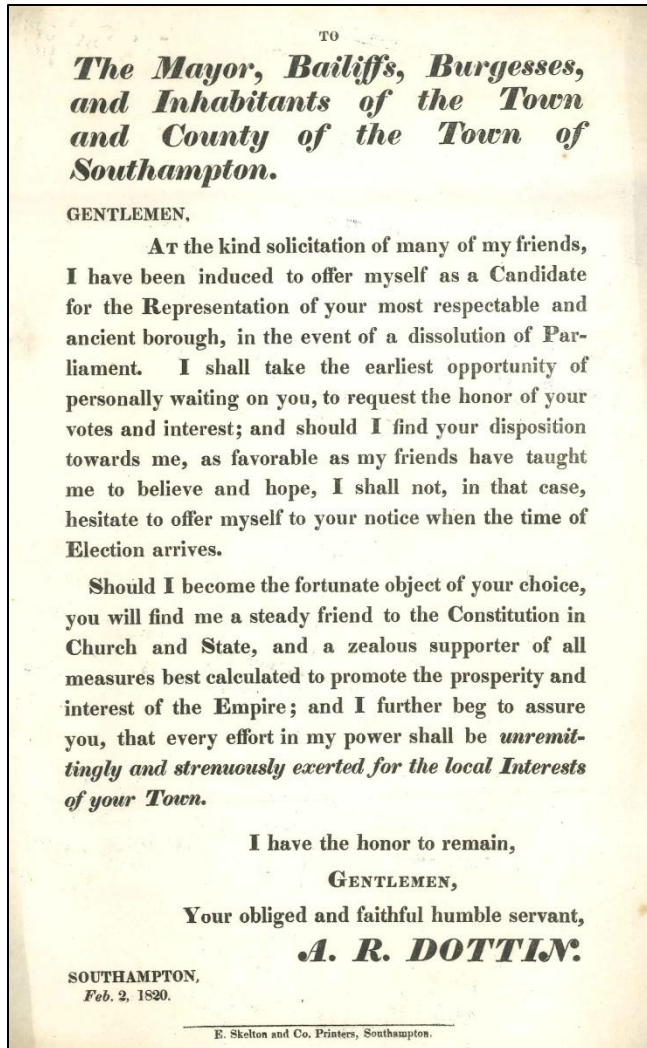 TO
The Mayor, Bailiffs, Burgesses,
and Inhabitants of the Town
and County of the Town of
Southampton.
GENTLEMEN,
AT the kind solicitation of many of my friends,
I have been induced to offer myself as a Candidate
for the Representation of your most respectable and
ancient borough, in the event of a dissolution of Par-
liament. I shall take the earliest opportunity of
personally waiting on you, to request the honor of your
votes and interest; and should I find your disposition
towards me, as favorable as my friends have taught
me to believe and hope, I shall not, in that case,
hesitate to offer myself to your notice when the time of
Election arrives.
Should I become the fortunate object of your choice,
you will find me a steady friend to the Constitution in
Church and State, and a zealous supporter of all
measures best calculated to promote the prosperity and
interest of the Empire; and I further beg to assure
you, that every effort in my power shall be unremit-
tingly and strenuously exerted for the local Interests
of your Town.
I have the honor to remain,
GENTLEMEN,
Your obliged and faithful humble servant,
A. R. DOTTIN.
SOUTHAMPTON,
Feb. 2, 1820.
E. Skelton and Co. Printers, Southampton.